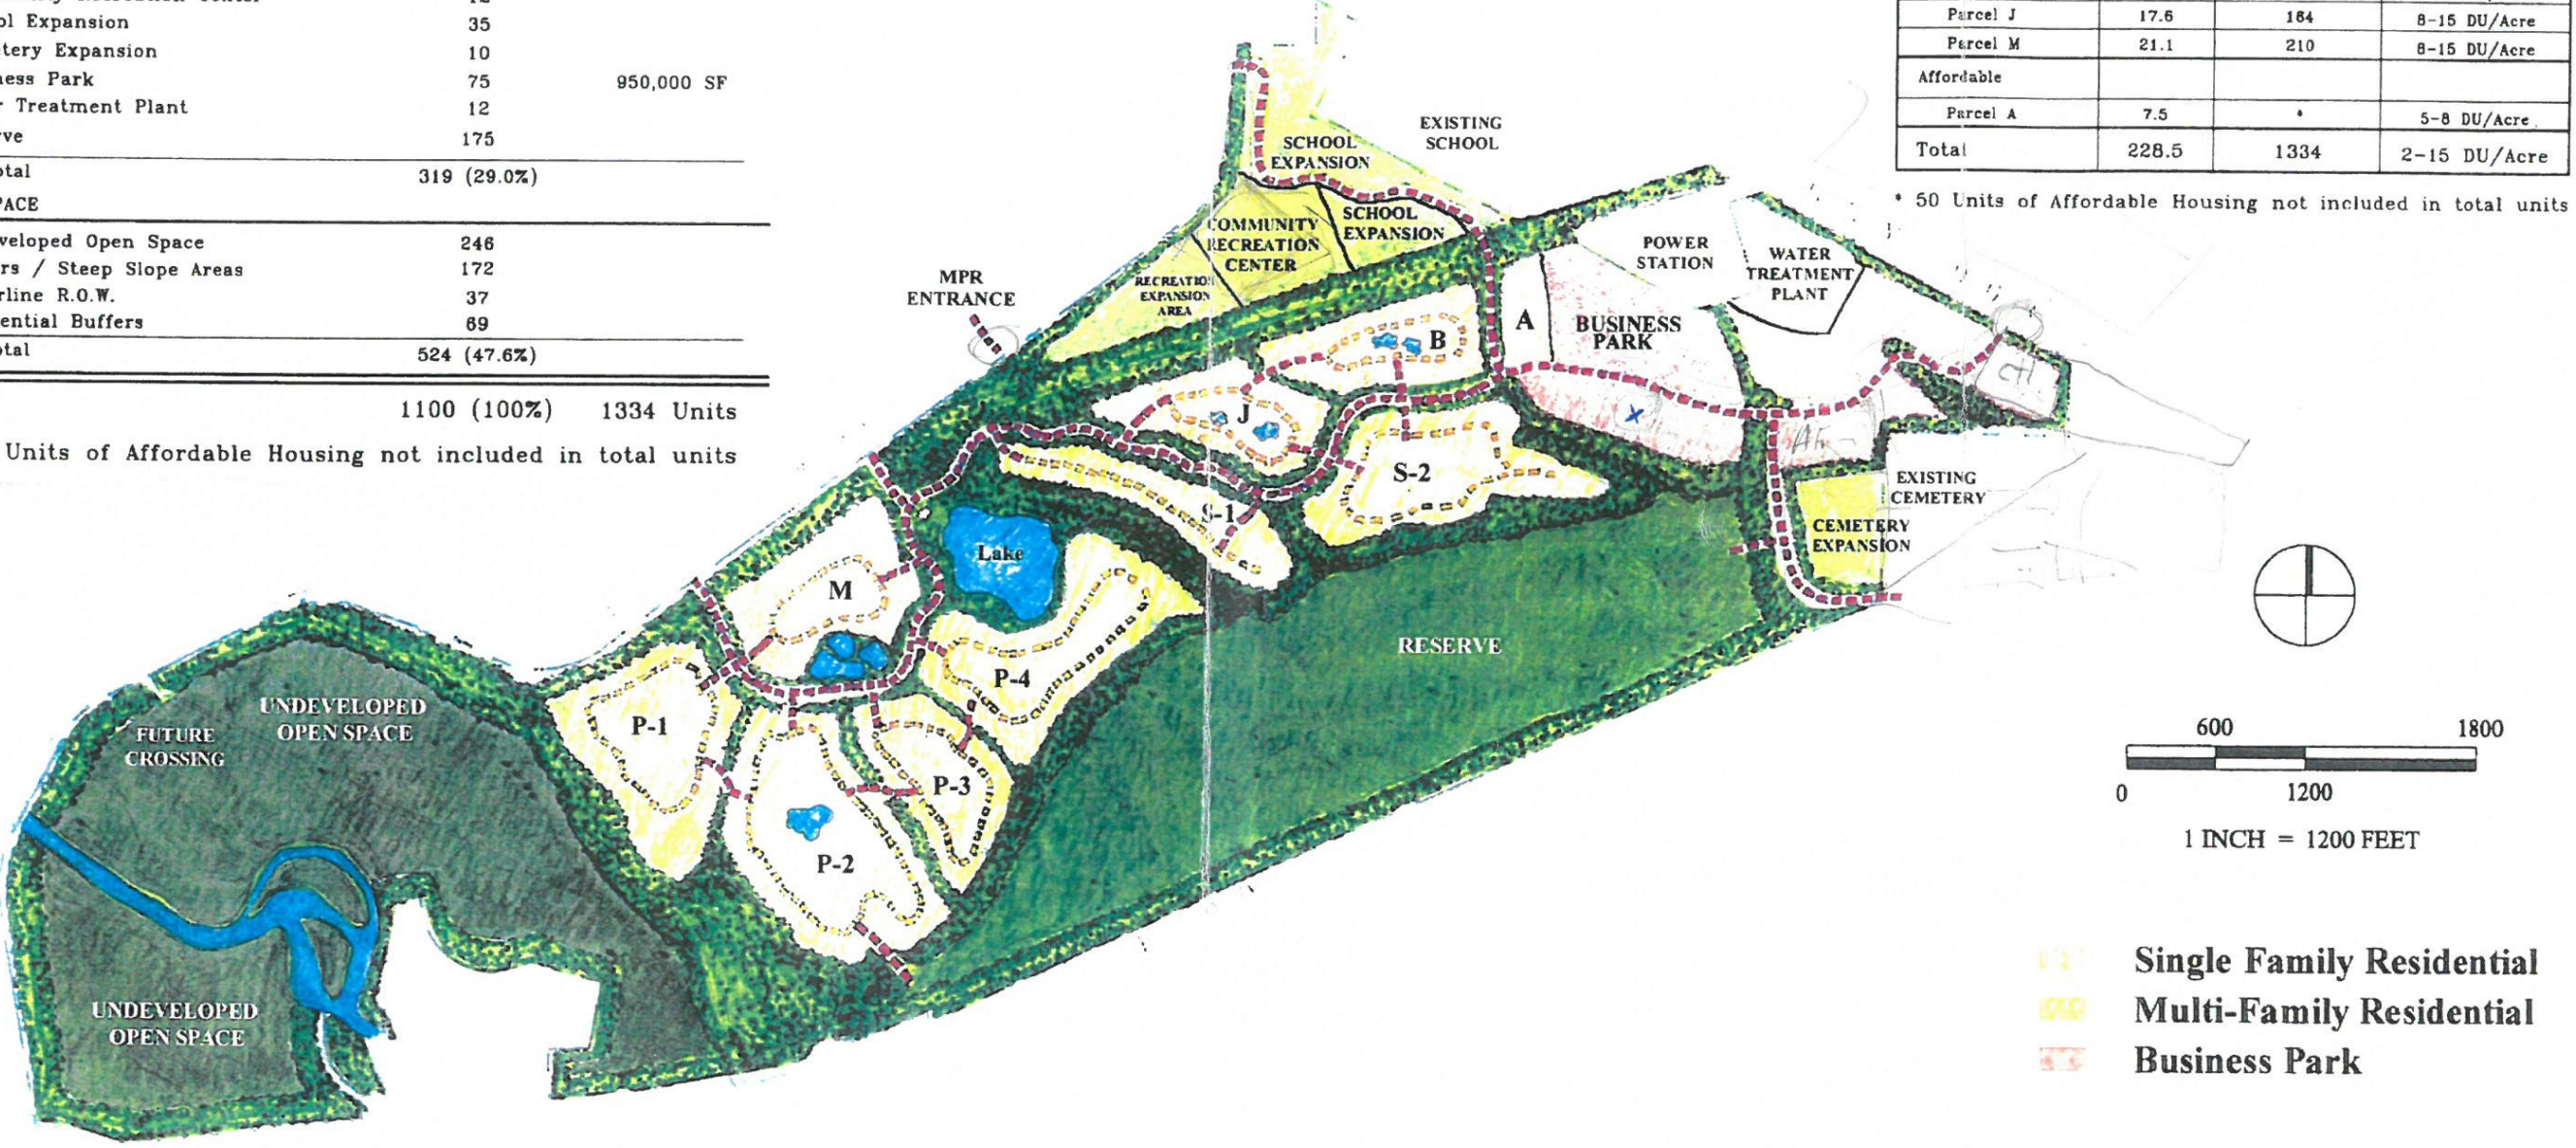 12
ol Expansion 35
tery Expansion 10
ness Park 75 950,000 SF
r Treatment Plant 12
rve 175
otal 319 (29.0%)
PACE
veloped Open Space 246
rs / Steep Slope Areas 172
rline R.O.W. 37
ential Buffers 69
otal 524 (47.6%)
1100 (100%) 1334 Units
Units of Affordable Housing not included in total units
Parcel J 17.6 184 8-15 DU/Acre
Parcel M 21.1 210 8-15 DU/Acre
Affordable
Parcel A 7.5 * 5-8 DU/Acre
Total 228.5 1334 2-15 DU/Acre
* 50 Units of Affordable Housing not included in total units
EXISTING
SCHOOL
SCHOOL
EXPANSION
SCHOOL
EXPANSION
COMMUNITY
RECREATION
CENTER
RECREATION
EXPANSION
AREA
MPR
ENTRANCE
POWER
STATION
WATER
TREATMENT
PLANT
A
BUSINESS
PARK
B
J
S-2
S-1
EXISTING
CEMETERY
CEMETERY
EXPANSION
Lake
M
RESERVE
P-4
P-1
P-3
P-2
UNDEVELOPED
OPEN SPACE
FUTURE
CROSSING
UNDEVELOPED
OPEN SPACE
600 1800
0 1200
1 INCH = 1200 FEET
Single Family Residential
Multi-Family Residential
Business Park